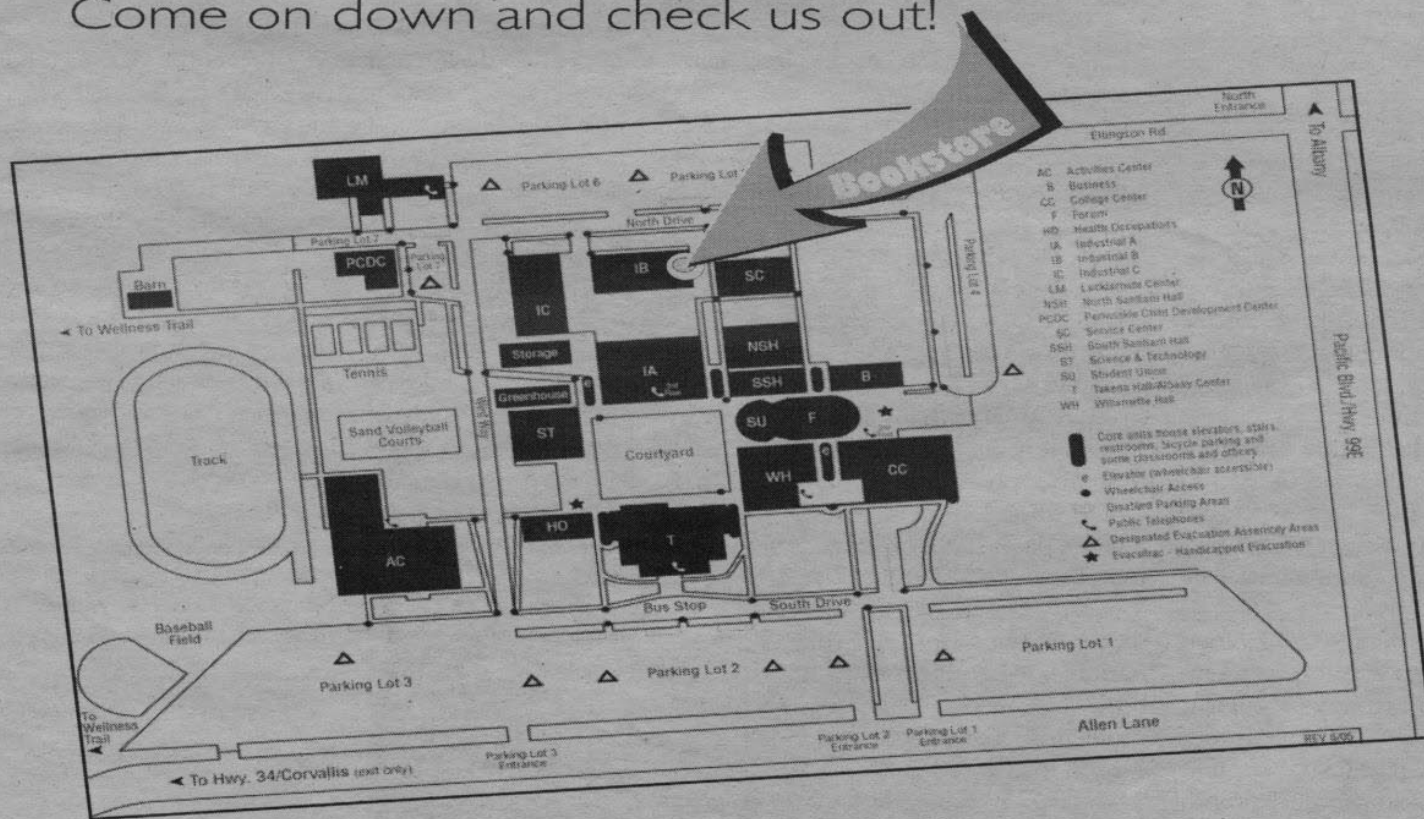 Come on down and check us out!
Bookstore
North
Entrance
Ellingson Rd.
To Albany
N
LM
Parking Lot 6
Parking Lot
North Drive
Parking Lot 7
PCDC
Parking
Lot 7
Barn
To Wellness Trail
IB
SC
IC
Parking Lot 4
Storage
IA
2nd
Floor
NSH
SSH
B
Tennis
Greenhouse
e
Way
ST
SU
F
Sand Volleyball
Courts
Courtyard
Track
WH
e
CC
HO
T
AC
Bus Stop
South Drive
Baseball
Field
Parking Lot 3
Parking Lot 2
Parking Lot 1
To
Wellness
Trail
Parking Lot 3
Entrance
Parking Lot 2
Entrance
Parking Lot 1
Entrance
Allen Lane
To Hwy. 34/Corvallis (exit only)
REV 9/05
Pacific Blvd./Hwy. 99E
AC Activities Center
B Business
CC College Center
F Forum
HO Health Occupations
IA Industrial A
IB Industrial B
IC Industrial C
LM Luckiamute Center
NSH North Santiam Hall
PCDC Periwinkle Child Development Center
SC Service Center
SSH South Santiam Hall
ST Science & Technology
SU Student Union
T Takena Hall/Albany Center
WH Willamette Hall
Core units house elevators, stairs,
restrooms, bicycle parking and
some classrooms and offices
e Elevator (wheelchair accessible)
Wheelchair Access
Disabled Parking Areas
Public Telephones
Designated Evacuation Assembly Areas
Evacutrac - Handicapped Evacuation